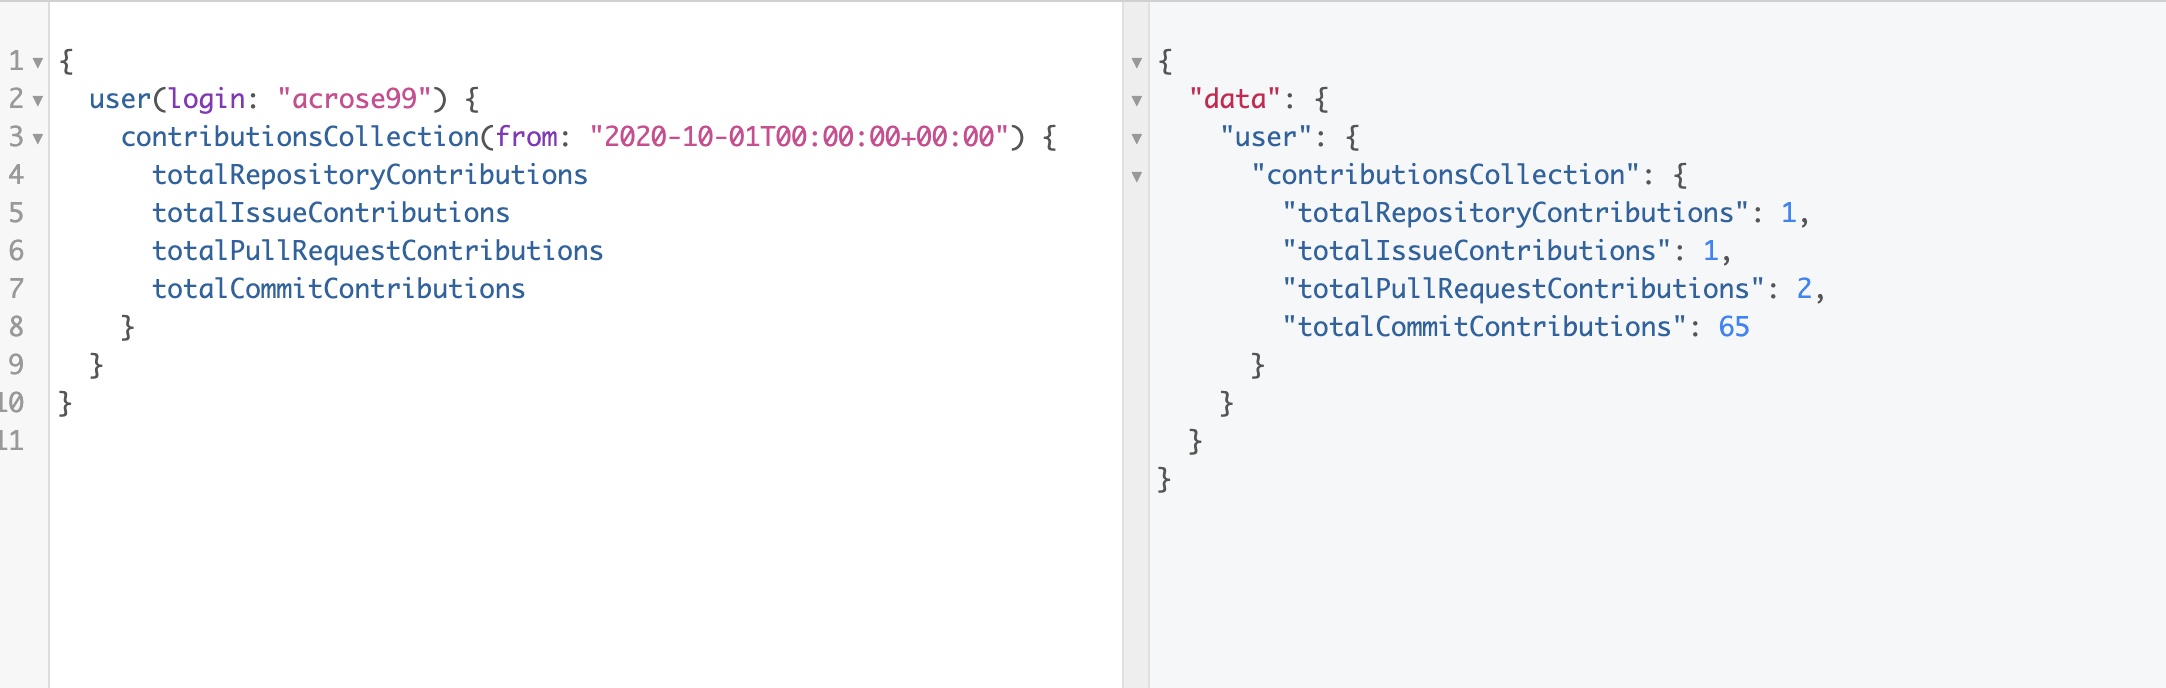 1 {
2   user(login: "acrose99") {
3     contributionsCollection(from: "2020-10-01T00:00:00+00:00") {
4       totalRepositoryContributions
5       totalIssueContributions
6       totalPullRequestContributions
7       totalCommitContributions
8     }
9   }
10 }
11
{
  "data": {
    "user": {
      "contributionsCollection": {
        "totalRepositoryContributions": 1,
        "totalIssueContributions": 1,
        "totalPullRequestContributions": 2,
        "totalCommitContributions": 65
      }
    }
  }
}